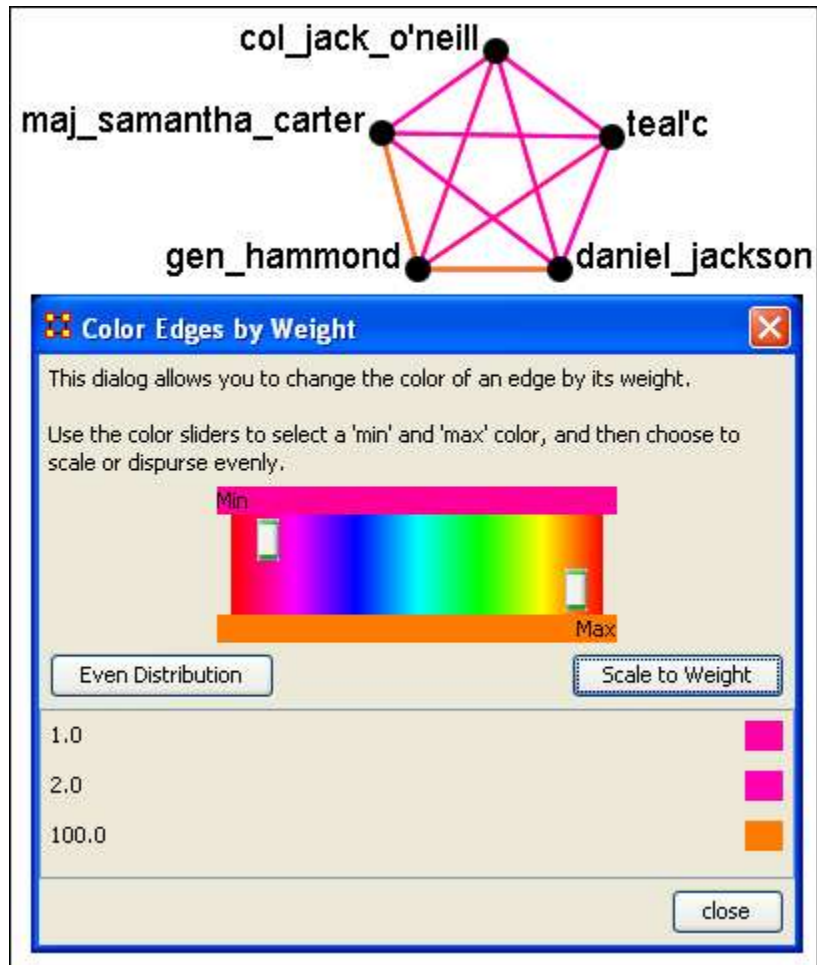 col_jack_o'neill
maj_samantha_carter
teal'c
gen_hammond
daniel_jackson
Color Edges by Weight
This dialog allows you to change the color of an edge by its weight.
Use the color sliders to select a 'min' and 'max' color, and then choose to
scale or dispurse evenly.
Min
Max
Even Distribution
Scale to Weight
1.0
2.0
100.0
close